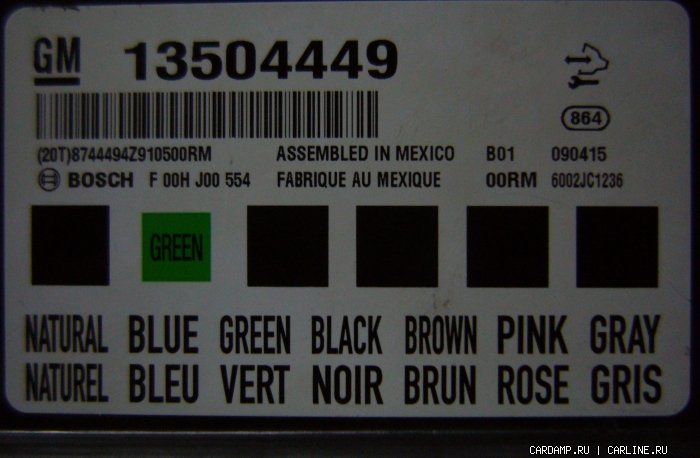 GM 13504449
864
(20T)8744494Z910500RM ASSEMBLED IN MEXICO B01 090415
BOSCH F 00H J00 554 FABRIQUE AU MEXIQUE 00RM 6002JC1236
GREEN
NATURAL BLUE GREEN BLACK BROWN PINK GRAY
NATUREL BLEU VERT NOIR BRUN ROSE GRIS
CARDAMP.RU | CARLINE.RU